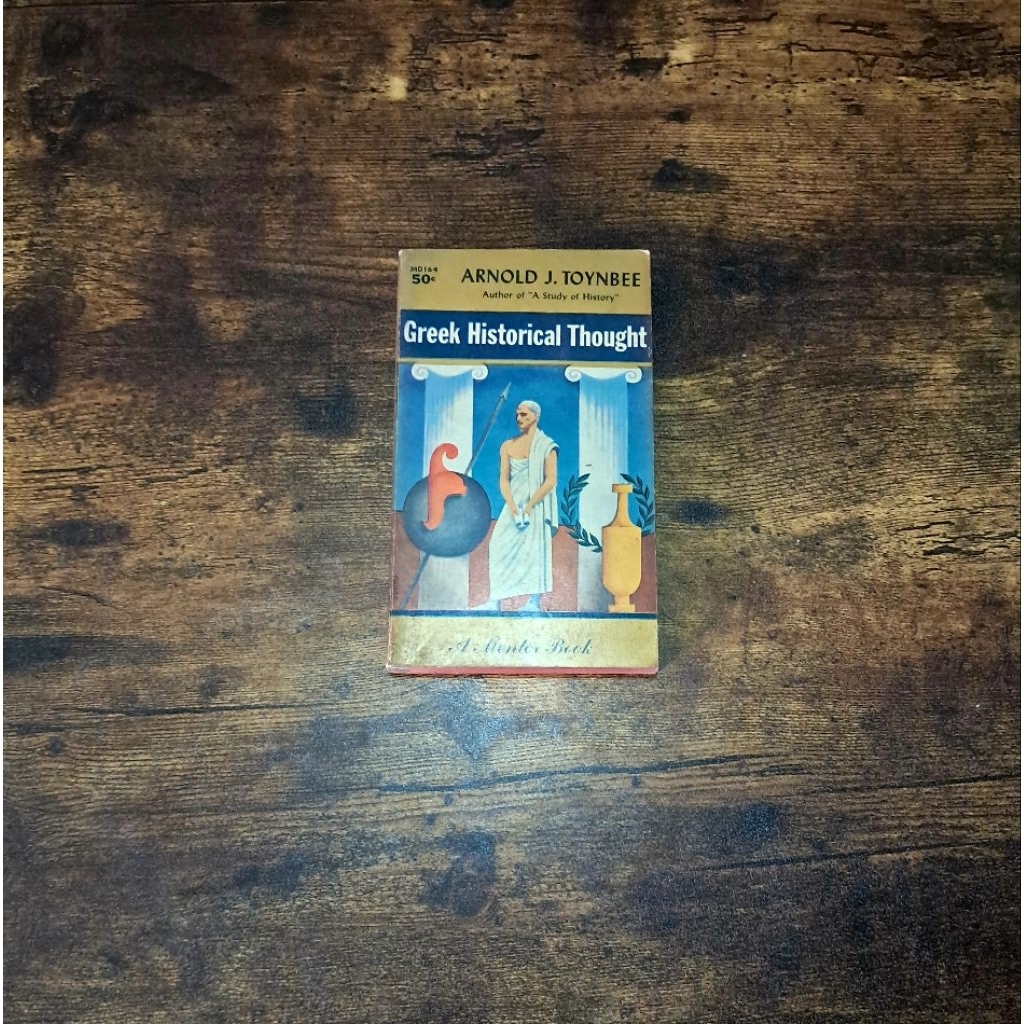 MD164
50¢
ARNOLD J. TOYNBEE
Author of "A Study of History"
Greek Historical Thought
A Mentor Book